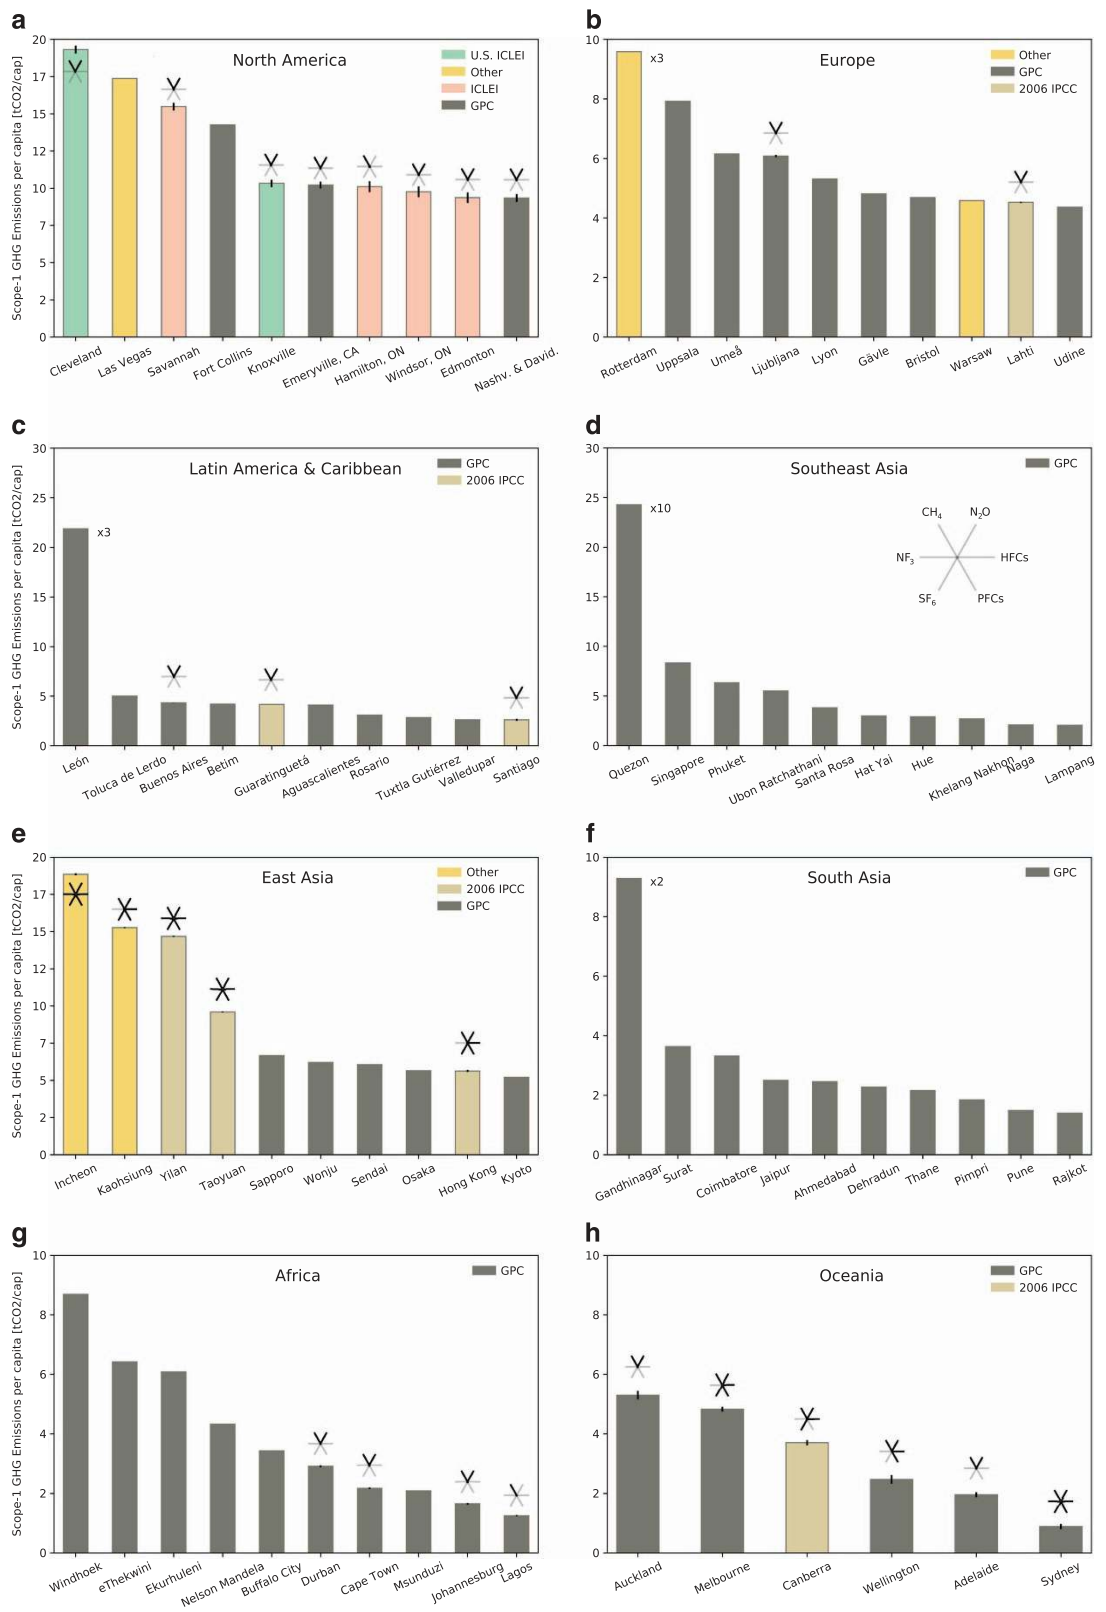 a
Scope-1 GHG Emissions per capita [tCO2/cap]
20
17
15
12
10
7
5
2
0
North America
U.S. ICLEI
Other
ICLEI
GPC
Cleveland
Las Vegas
Savannah
Fort Collins
Knoxville
Emeryville, CA
Hamilton, ON
Windsor, ON
Edmonton
Nashv. & David.
b
10
8
6
4
2
0
Europe
x3
Other
GPC
2006 IPCC
Rotterdam
Uppsala
Umeå
Ljubljana
Lyon
Gävle
Bristol
Warsaw
Lahti
Udine
c
Scope-1 GHG Emissions per capita [tCO2/cap]
30
25
20
15
10
5
0
Latin America & Caribbean
x3
GPC
2006 IPCC
León
Toluca de Lerdo
Buenos Aires
Betim
Guaratinguetá
Aguascalientes
Rosario
Tuxtla Gutiérrez
Valledupar
Santiago
d
30
25
20
15
10
5
0
Southeast Asia
x10
GPC
CH4
N2O
NF3
HFCs
SF6
PFCs
Quezon
Singapore
Phuket
Ubon Ratchathani
Santa Rosa
Hat Yai
Hue
Khelang Nakhon
Naga
Lampang
e
Scope-1 GHG Emissions per capita [tCO2/cap]
20
17
15
12
10
7
5
2
0
East Asia
Other
2006 IPCC
GPC
Incheon
Kaohsiung
Yilan
Taoyuan
Sapporo
Wonju
Sendai
Osaka
Hong Kong
Kyoto
f
10
8
6
4
2
0
South Asia
x2
GPC
Gandhinagar
Surat
Coimbatore
Jaipur
Ahmedabad
Dehradun
Thane
Pimpri
Pune
Rajkot
g
Scope-1 GHG Emissions per capita [tCO2/cap]
10
8
6
4
2
0
Africa
GPC
Windhoek
eThekwini
Ekurhuleni
Nelson Mandela
Buffalo City
Durban
Cape Town
Msunduzi
Johannesburg
Lagos
h
10
8
6
4
2
0
Oceania
GPC
2006 IPCC
Auckland
Melbourne
Canberra
Wellington
Adelaide
Sydney